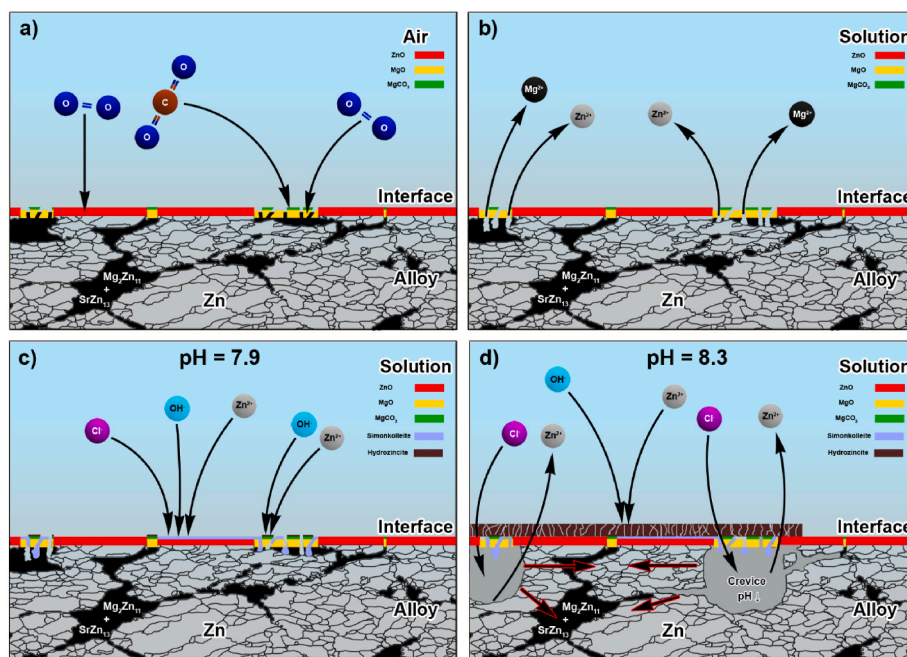 a)
Air
ZnO
MgO
MgCO₃
O
C
O
O
O
O
O
Interface
Mg₂Zn₁₁
+
SrZn₁₃
Zn
Alloy
b)
Solution
ZnO
MgO
MgCO₃
Mg²⁺
Zn²⁺
Zn²⁺
Mg²⁺
Interface
Mg₂Zn₁₁
+
SrZn₁₃
Zn
Alloy
c)
pH = 7.9
Solution
ZnO
MgO
MgCO₃
Simonkolleite
Hydrozincite
Cl⁻
OH⁻
Zn²⁺
OH
Zn²⁺
Interface
Mg₂Zn₁₁
+
SrZn₁₃
Zn
Alloy
d)
pH = 8.3
Solution
ZnO
MgO
MgCO₃
Simonkolleite
Hydrozincite
OH⁻
Cl⁻
Zn²⁺
Zn²⁺
Cl⁻
Zn²⁺
Interface
Crevice
pH ↓
Mg₂Zn₁₁
+
SrZn₁₃
Zn
Alloy